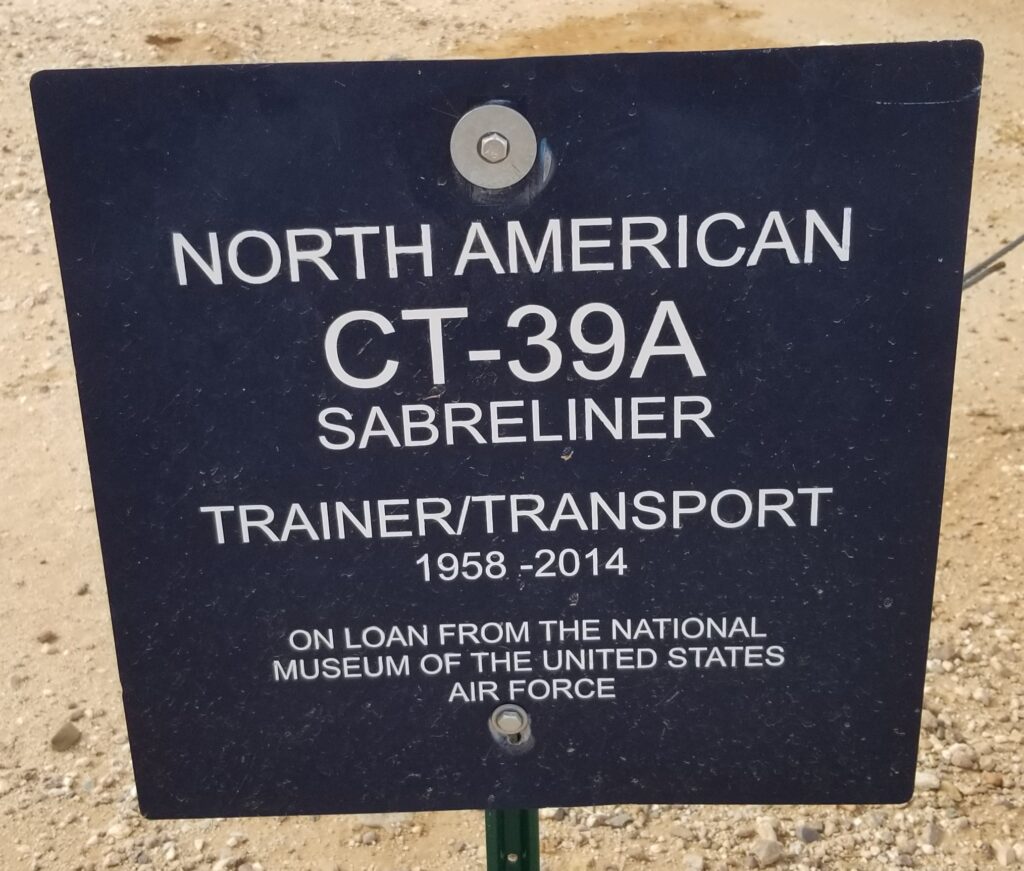 NORTH AMERICAN
CT-39A
SABRELINER
TRAINER/TRANSPORT
1958 -2014
ON LOAN FROM THE NATIONAL
MUSEUM OF THE UNITED STATES
AIR FORCE